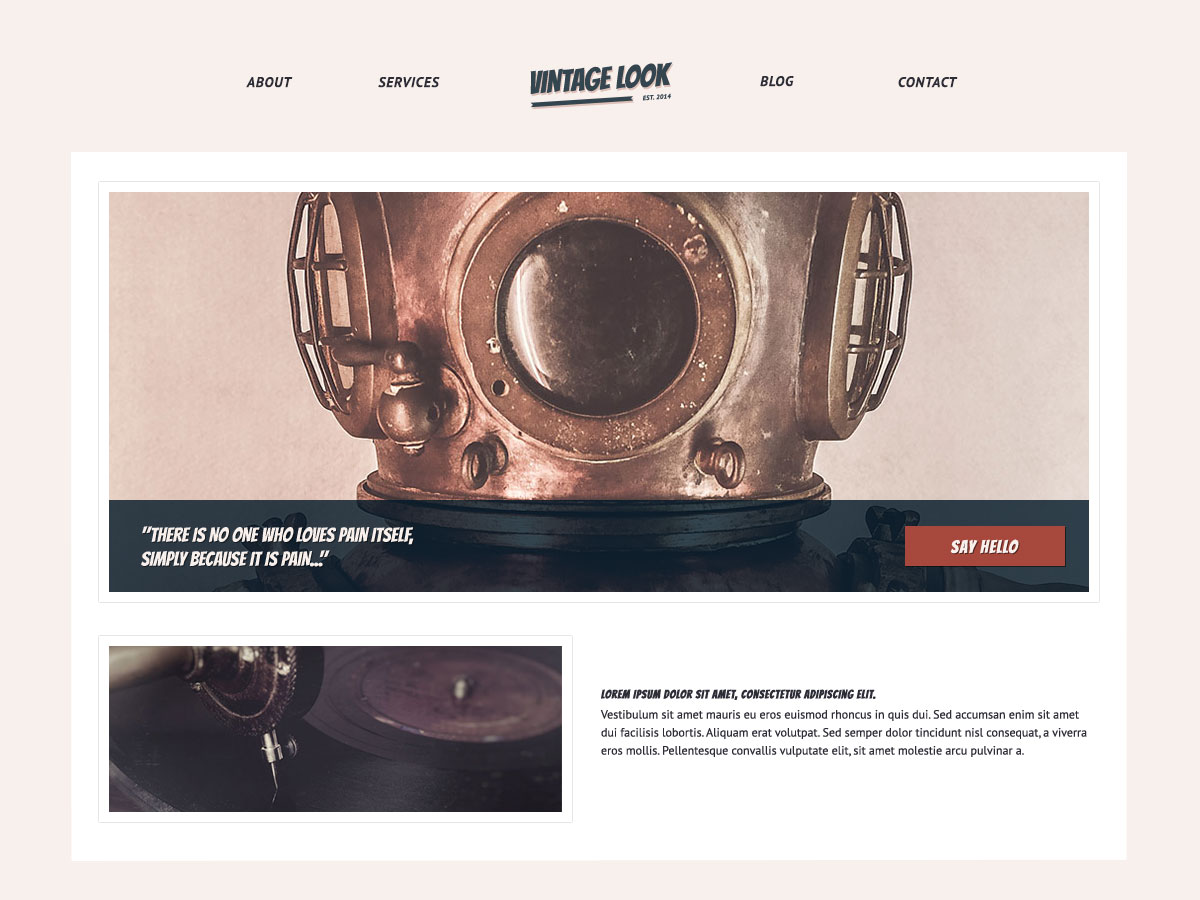 ABOUT
SERVICES
VINTAGE LOOK
EST. 2014
BLOG
CONTACT
"THERE IS NO ONE WHO LOVES PAIN ITSELF,
SIMPLY BECAUSE IT IS PAIN..."
SAY HELLO
LOREM IPSUM DOLOR SIT AMET, CONSECTETUR ADIPISCING ELIT.
Vestibulum sit amet mauris eu eros euismod rhoncus in quis dui. Sed accumsan enim sit amet
dui facilisis lobortis. Aliquam erat volutpat. Sed semper dolor tincidunt nisl consequat, a viverra
eros mollis. Pellentesque convallis vulputate elit, sit amet molestie arcu pulvinar a.